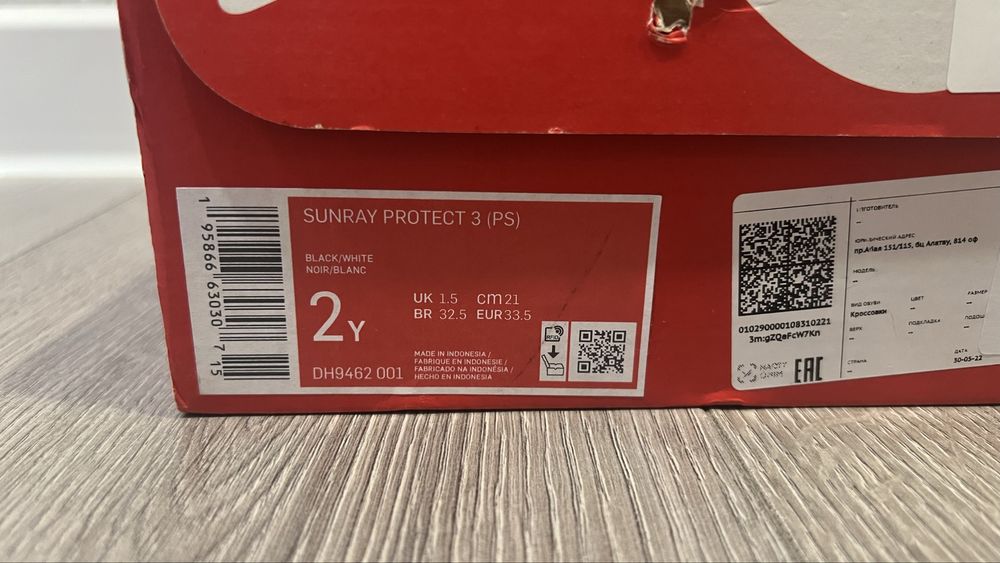 SUNRAY PROTECT 3 (PS)
BLACK/WHITE
NOIR/BLANC
2Y
UK 1.5 cm 21
BR 32.5 EUR 33.5
DH9462 001
MADE IN INDONESIA /
FABRIQUE EN INDONESIE /
FABRICADO NA INDONÉSIA /
HECHO EN INDONESIA
RFID
1 95866 63030 7 15
ИЗГОТОВИТЕЛЬ
--
ЮРИДИЧЕСКИЙ АДРЕС
пр.Абая 151/115, бц Алатау, 814 оф
МОДЕЛЬ
--
ВИД ОБУВИ ЦВЕТ РАЗМЕР
Кроссовки -- --
ВЕРХ ПОДКЛАДКА ПОДОШ
-- -- --
СТРАНА ДАТА
-- 30-05-22
010290000108310221
3m:gZQeFcW7Kn
EAC